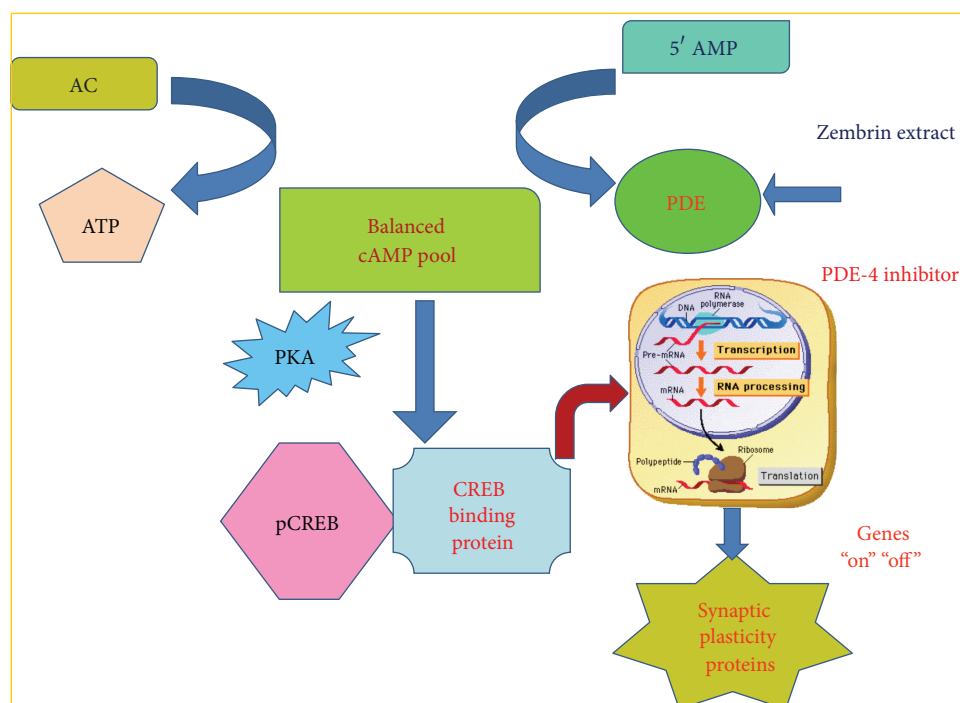 AC
5′ AMP
Zembrin extract
ATP
PDE
Balanced
cAMP pool
PDE-4 inhibitor
PKA
DNA
RNA
polymerase
Transcription
Pre-mRNA
RNA processing
mRNA
Ribosome
Polypeptide
Translation
mRNA
pCREB
CREB
binding
protein
Genes
“on” “off”
Synaptic
plasticity
proteins